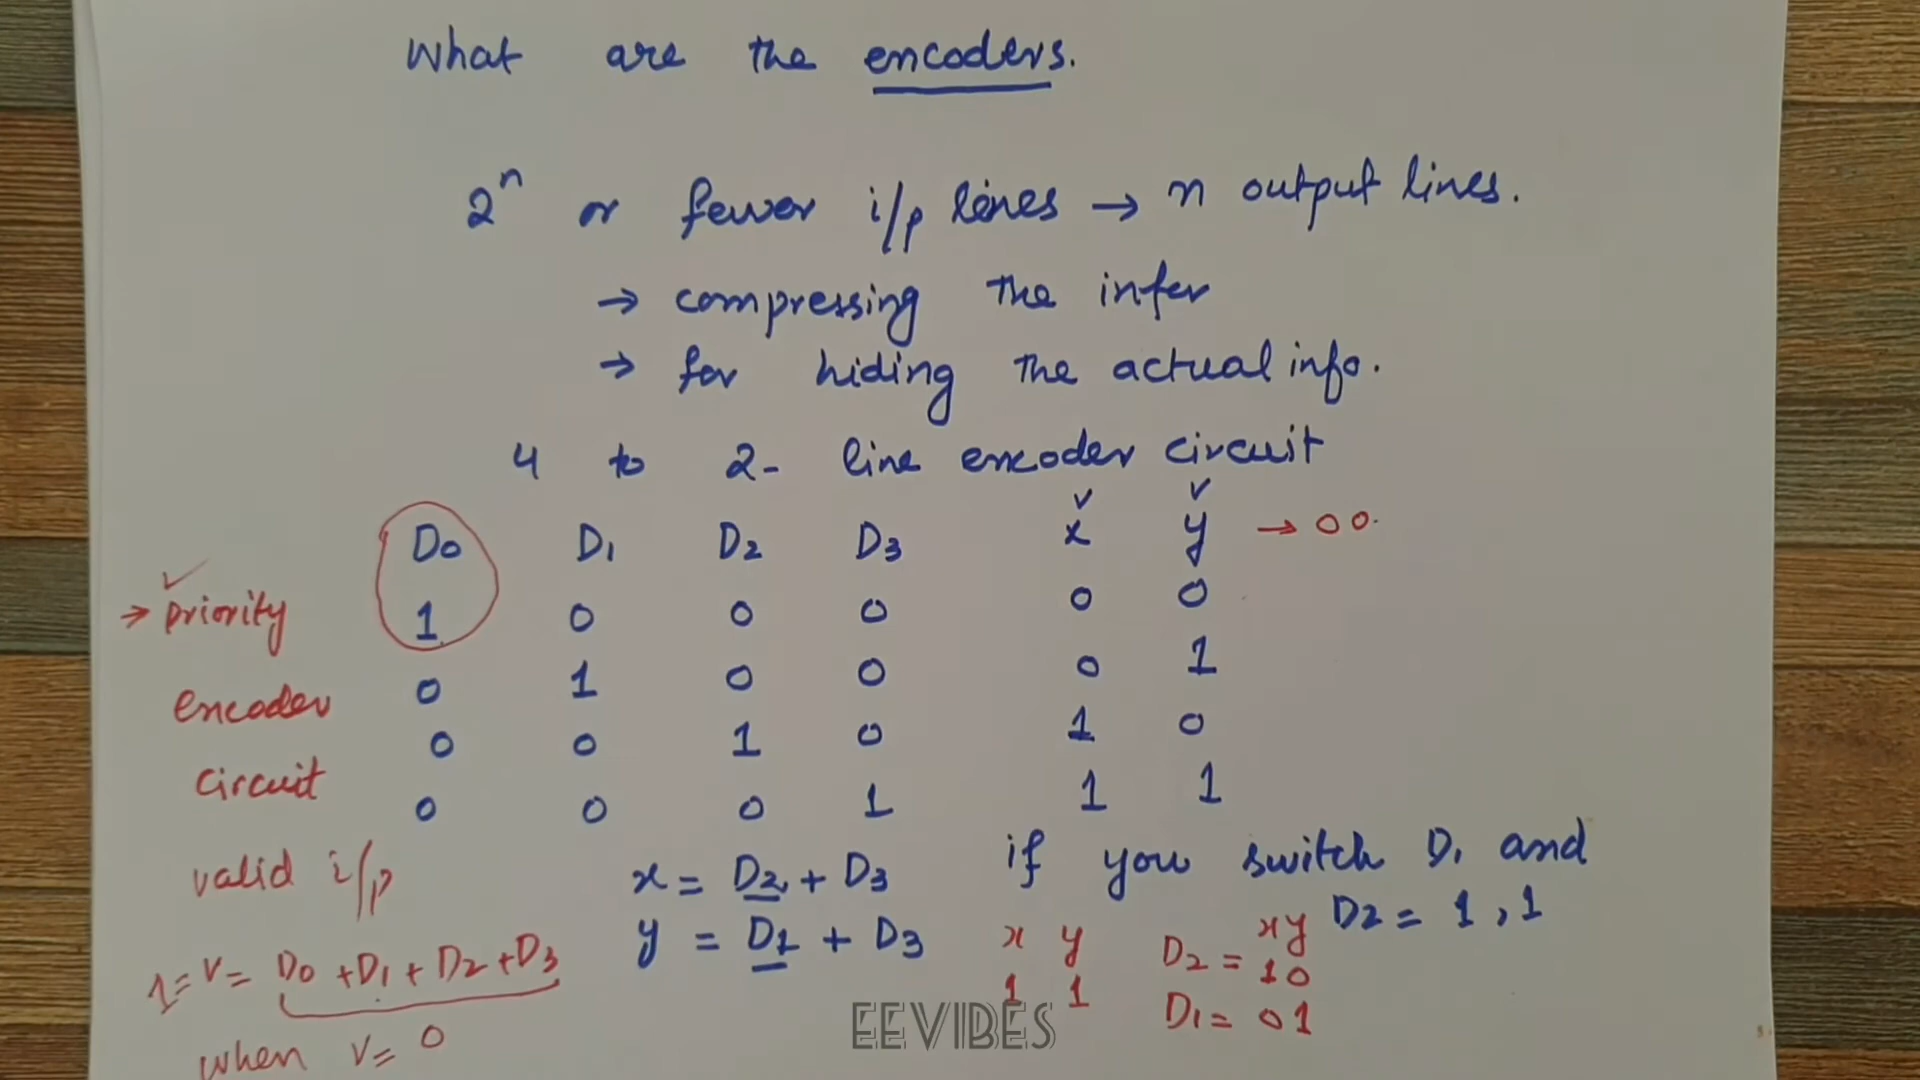 What are the encoders.
2ⁿ or fewer i/p lines → n output lines.
→ compressing the infor
→ for hiding the actual info.
4 to 2- line encoder circuit
D0 D1 D2 D3 x y → 00.
→ Priority 1 0 0 0 0 0
0 1 0 0 0 1
encoder
0 0 1 0 1 0
circuit
0 0 0 1 1 1
valid i/p
x = D2 + D3
y = D1 + D3
if you switch D1 and
D2 = 1 , 1
x y
1 1
xy
D2 = 10
D1 = 01
1 = V = D0 + D1 + D2 + D3
when V = 0
EEVIBES